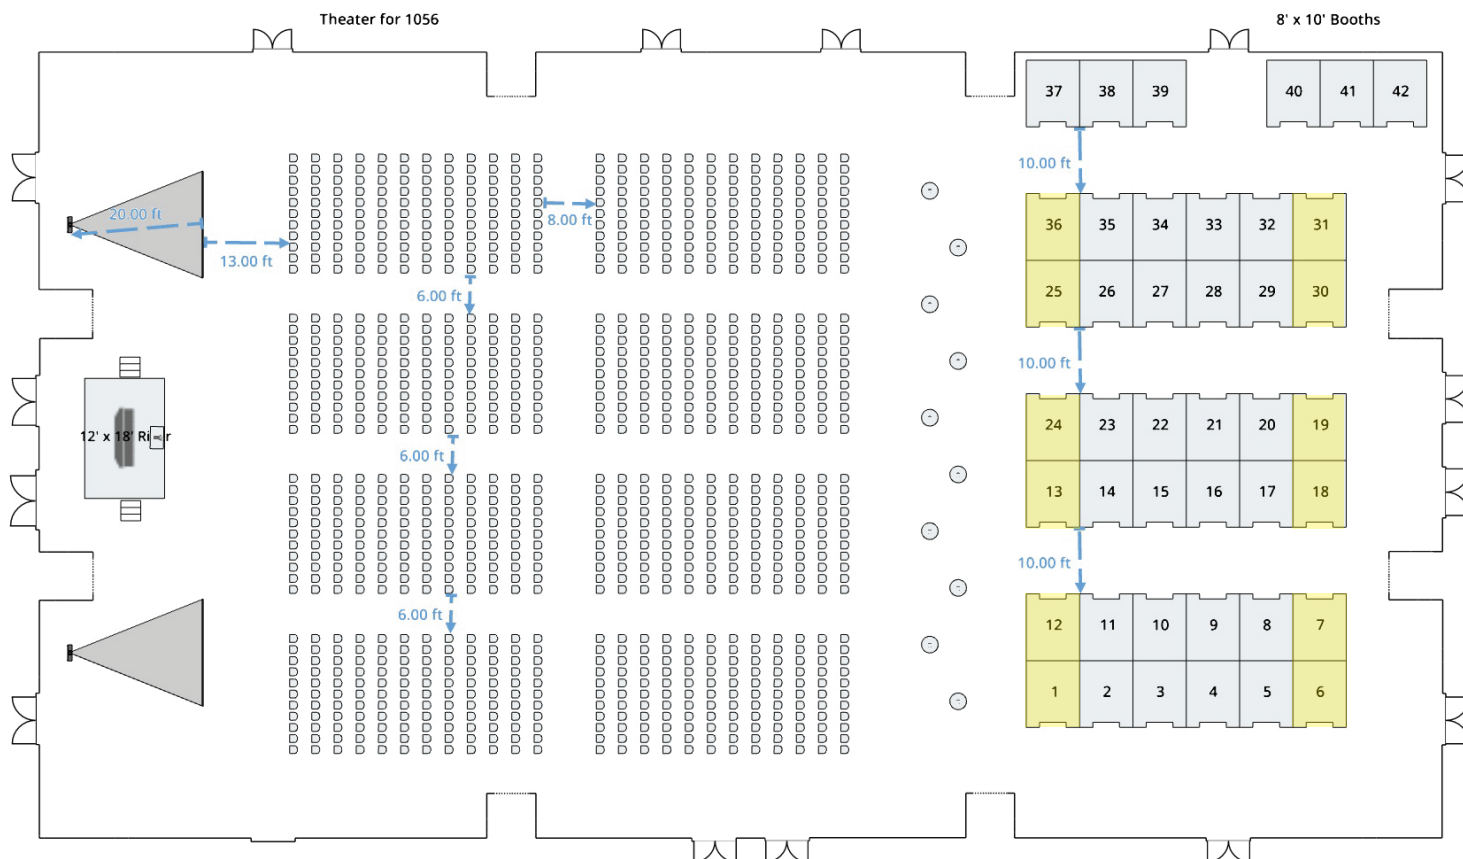 Theater for 1056
8' x 10' Booths
37 38 39
40 41 42
10.00 ft
20.00 ft
8.00 ft
13.00 ft
36 35 34 33 32 31
6.00 ft
25 26 27 28 29 30
10.00 ft
24 23 22 21 20 19
12' x 18' Ri r
6.00 ft
13 14 15 16 17 18
10.00 ft
6.00 ft
12 11 10 9 8 7
1 2 3 4 5 6